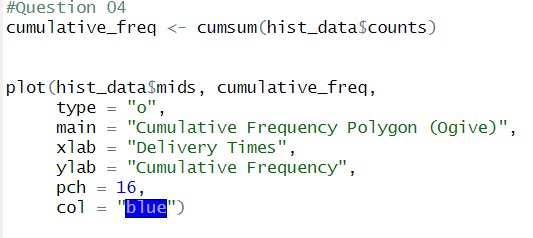 #Question 04
cumulative_freq <- cumsum(hist_data$counts)
plot(hist_data$mids, cumulative_freq,
type = "o",
main = "Cumulative Frequency Polygon (Ogive)",
xlab = "Delivery Times",
ylab = "Cumulative Frequency",
pch = 16,
col = "blue")